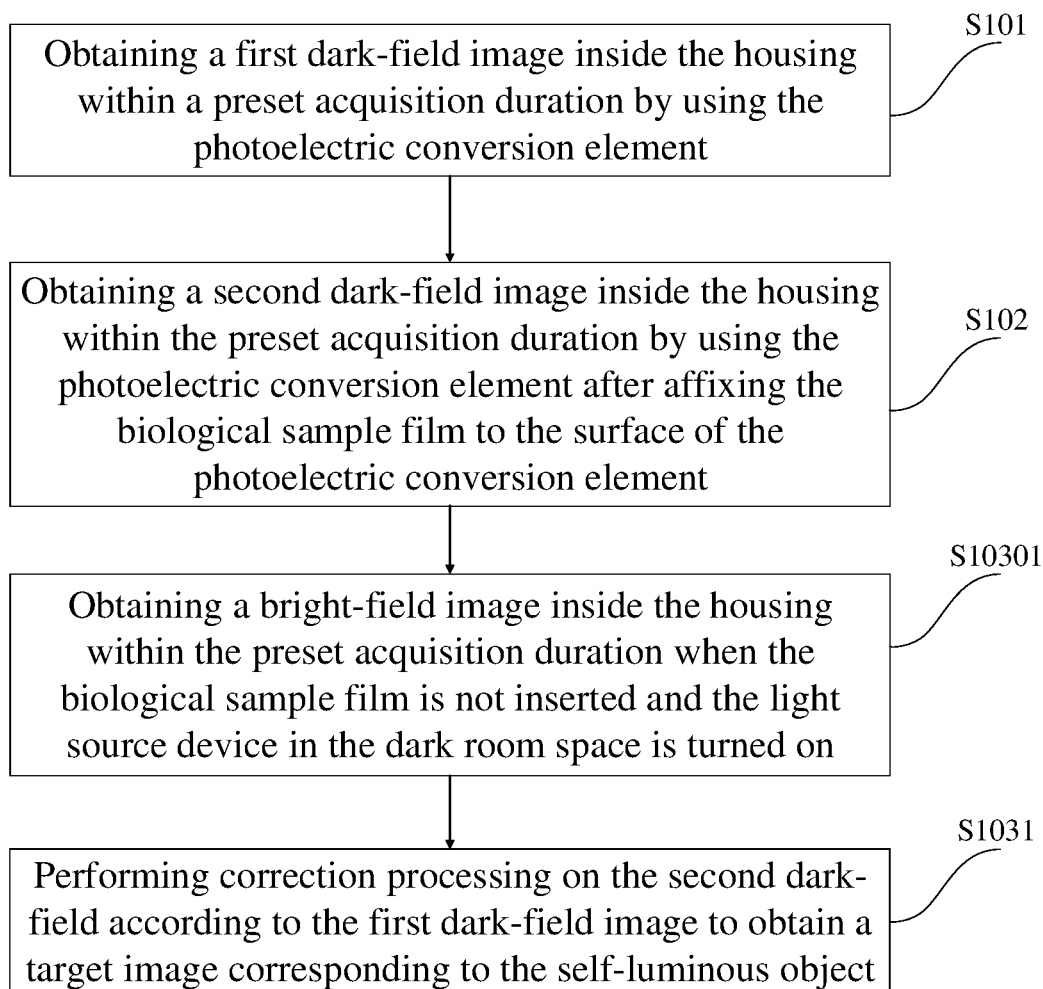 S101
Obtaining a first dark-field image inside the housing
within a preset acquisition duration by using the
photoelectric conversion element
S102
Obtaining a second dark-field image inside the housing
within the preset acquisition duration by using the
photoelectric conversion element after affixing the
biological sample film to the surface of the
photoelectric conversion element
S10301
Obtaining a bright-field image inside the housing
within the preset acquisition duration when the
biological sample film is not inserted and the light
source device in the dark room space is turned on
S1031
Performing correction processing on the second dark-
field according to the first dark-field image to obtain a
target image corresponding to the self-luminous object